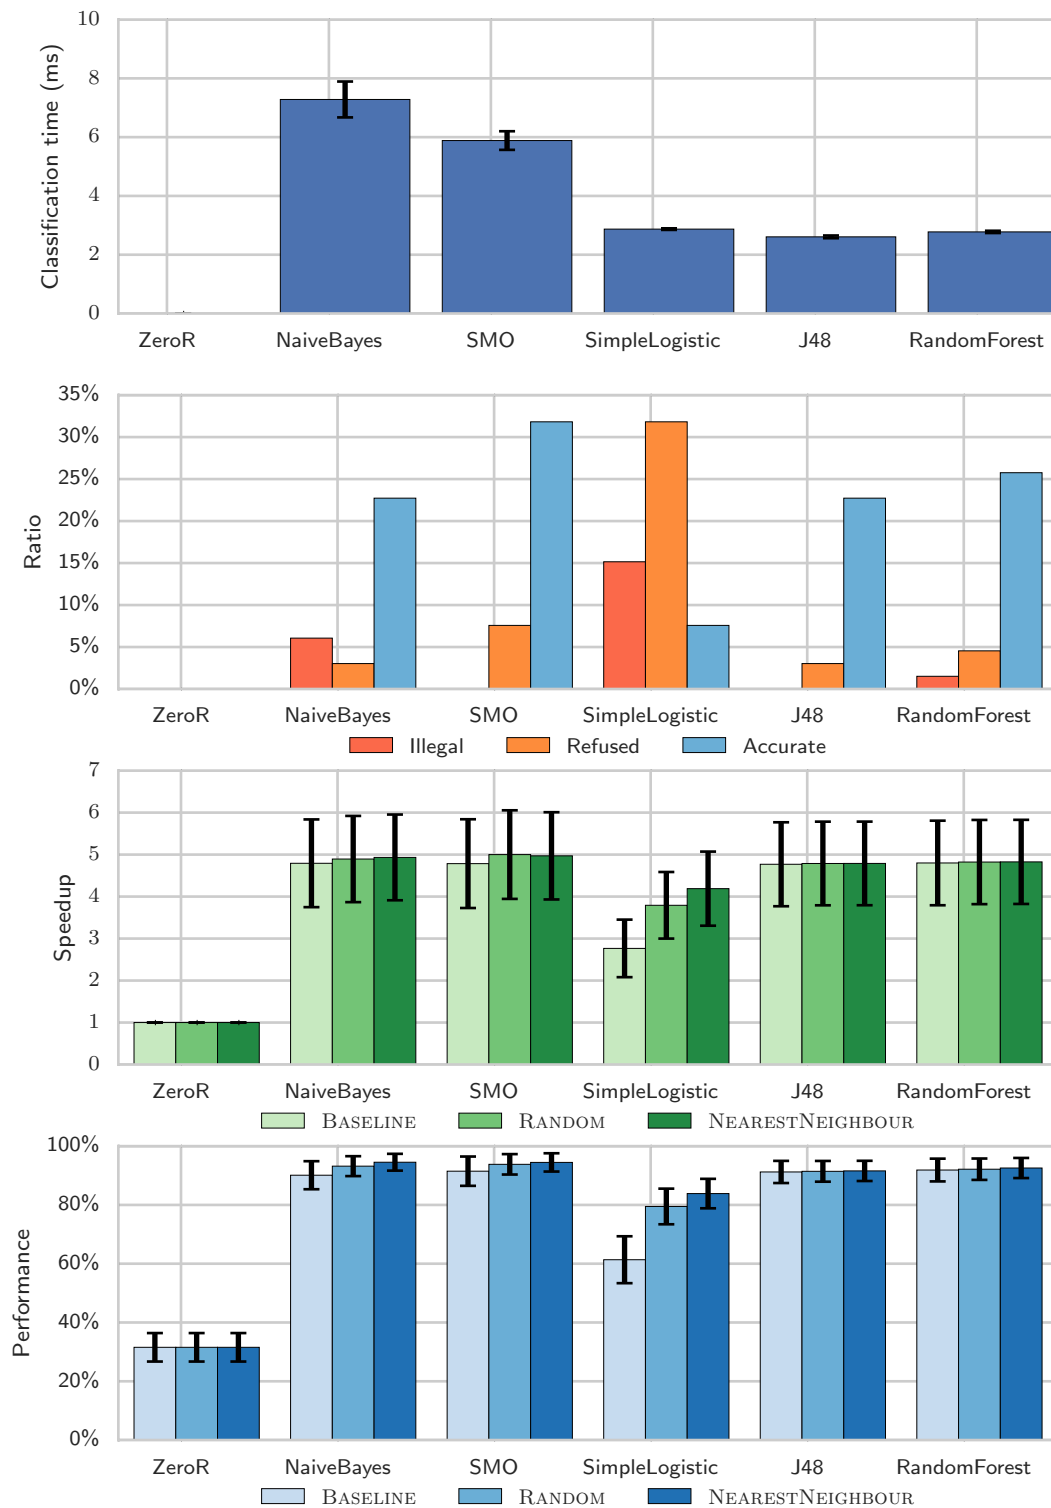 Classification time (ms)
10
8
6
4
2
0
ZeroR NaiveBayes SMO SimpleLogistic J48 RandomForest
Ratio
35%
30%
25%
20%
15%
10%
5%
0%
ZeroR NaiveBayes SMO SimpleLogistic J48 RandomForest
Illegal Refused Accurate
Speedup
7
6
5
4
3
2
1
0
ZeroR NaiveBayes SMO SimpleLogistic J48 RandomForest
BASELINE RANDOM NEARESTNEIGHBOUR
Performance
100%
80%
60%
40%
20%
0%
ZeroR NaiveBayes SMO SimpleLogistic J48 RandomForest
BASELINE RANDOM NEARESTNEIGHBOUR